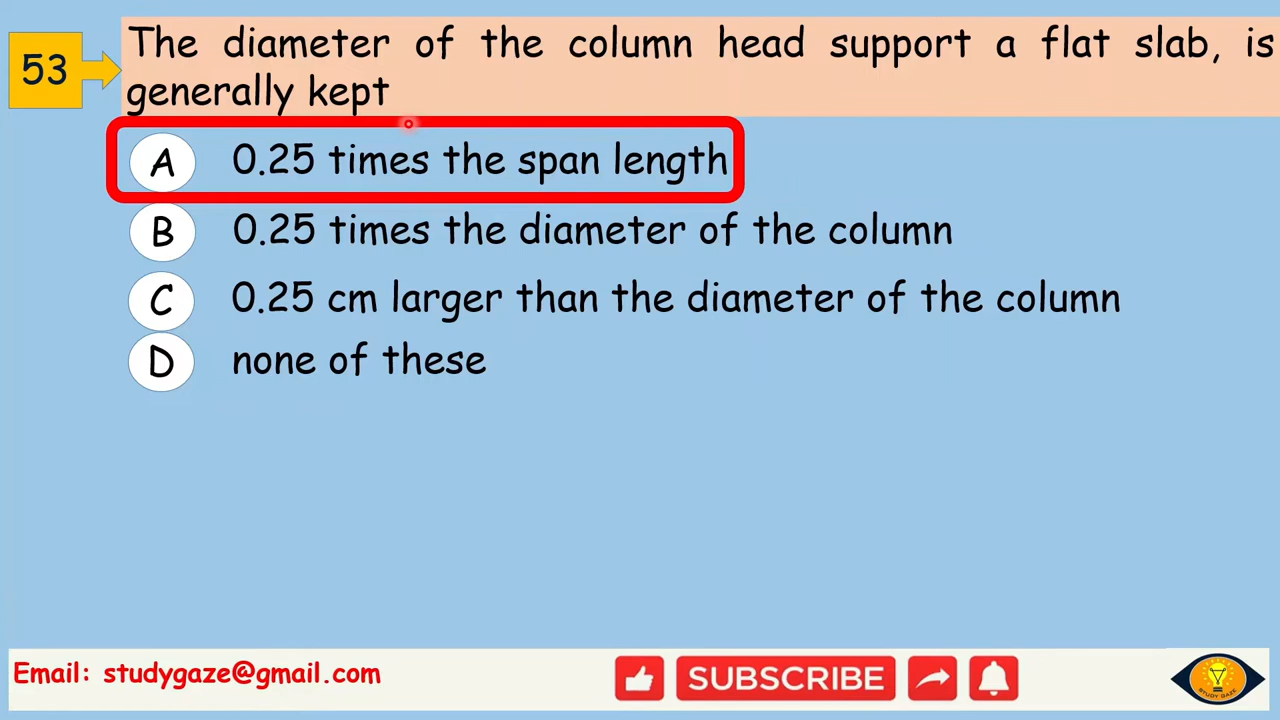 53
The diameter of the column head support a flat slab, is
generally kept
A 0.25 times the span length
B 0.25 times the diameter of the column
C 0.25 cm larger than the diameter of the column
D none of these
Email: studygaze@gmail.com
SUBSCRIBE
STUDY GAZE